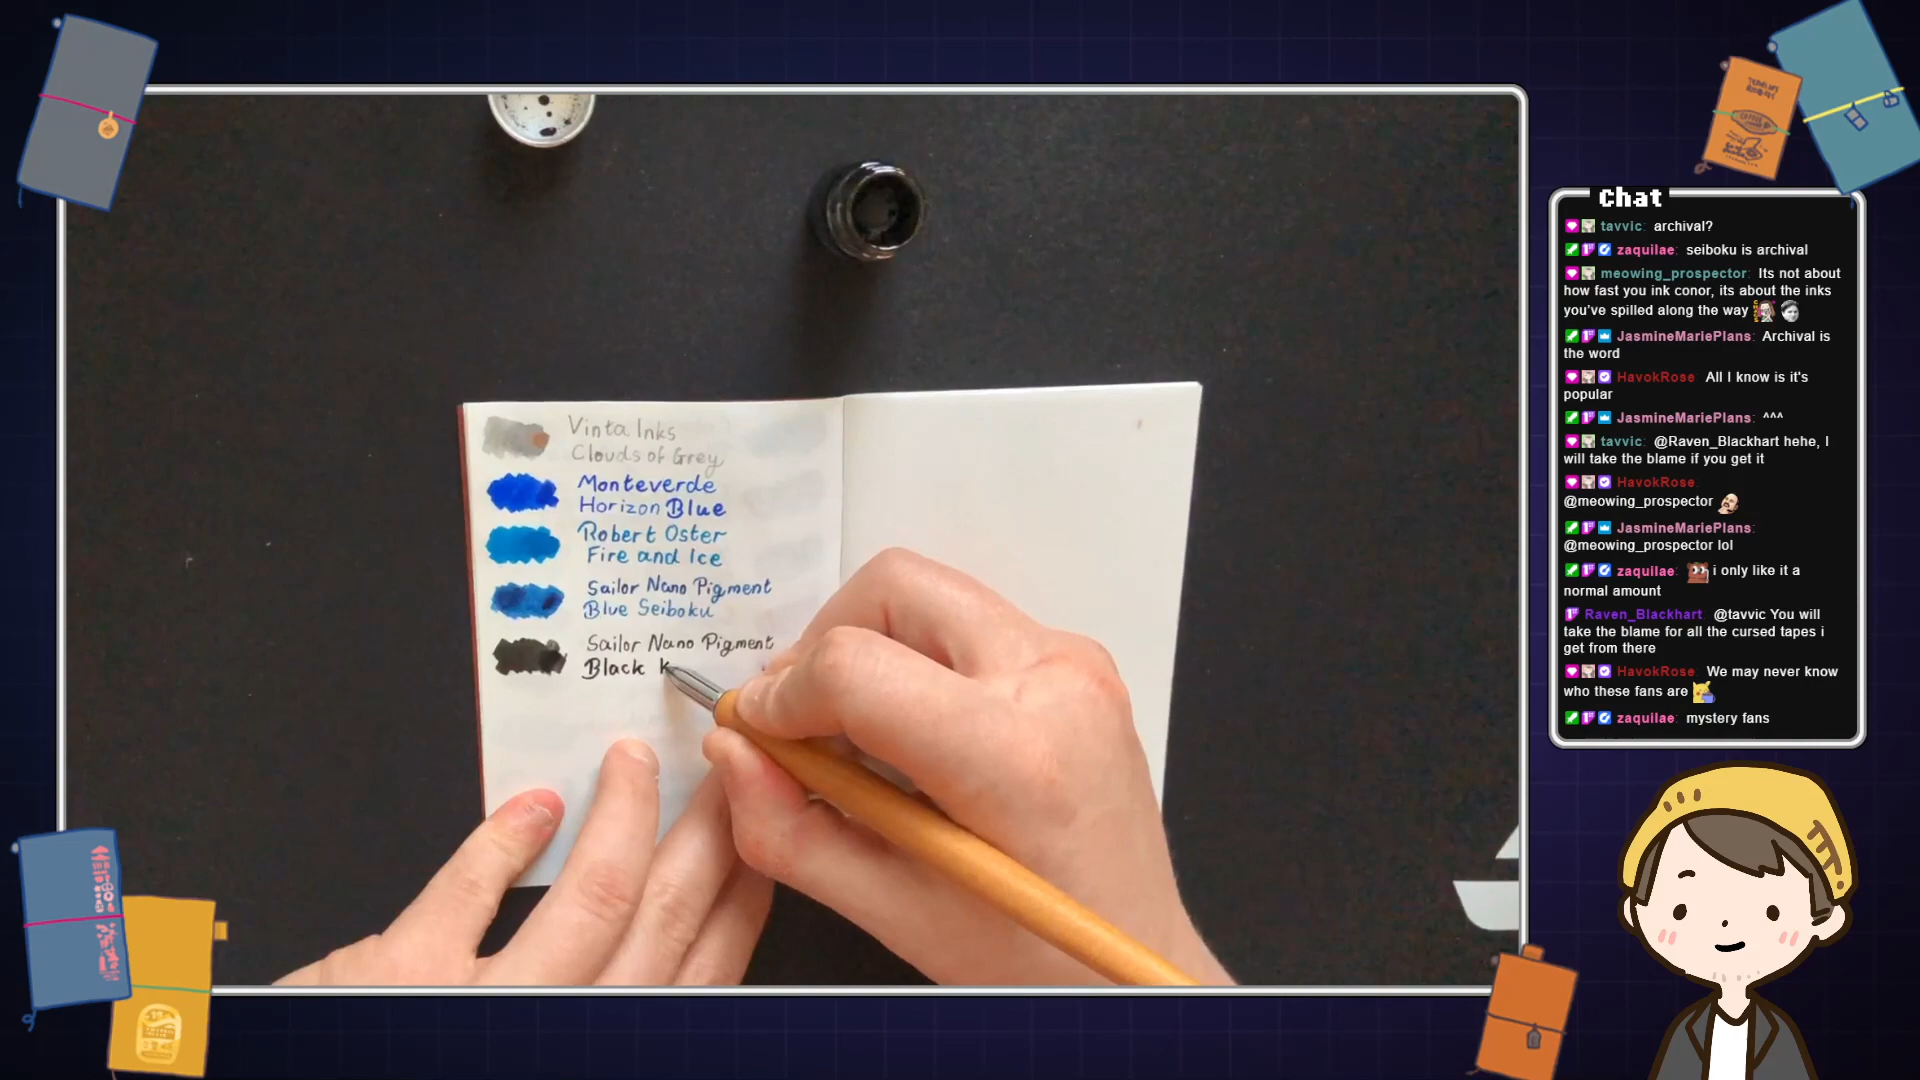 Vinta Inks
Clouds of Grey
Monteverde
Horizon Blue
Robert Oster
Fire and Ice
Sailor Nano Pigment
Blue Seiboku
Sailor Nano Pigment
Black K
chat
tavvic: archival?
zaquilae: seiboku is archival
meowing_prospector: Its not about
how fast you ink conor, its about the inks
you've spilled along the way
JasmineMariePlans: Archival is
the word
HavokRose: All I know is it's
popular
JasmineMariePlans: ^^^
tavvic: @Raven_Blackhart hehe, I
will take the blame if you get it
HavokRose:
@meowing_prospector
JasmineMariePlans:
@meowing_prospector lol
zaquilae: i only like it a
normal amount
Raven_Blackhart: @tavvic You will
take the blame for all the cursed tapes i
get from there
HavokRose: We may never know
who these fans are
zaquilae: mystery fans